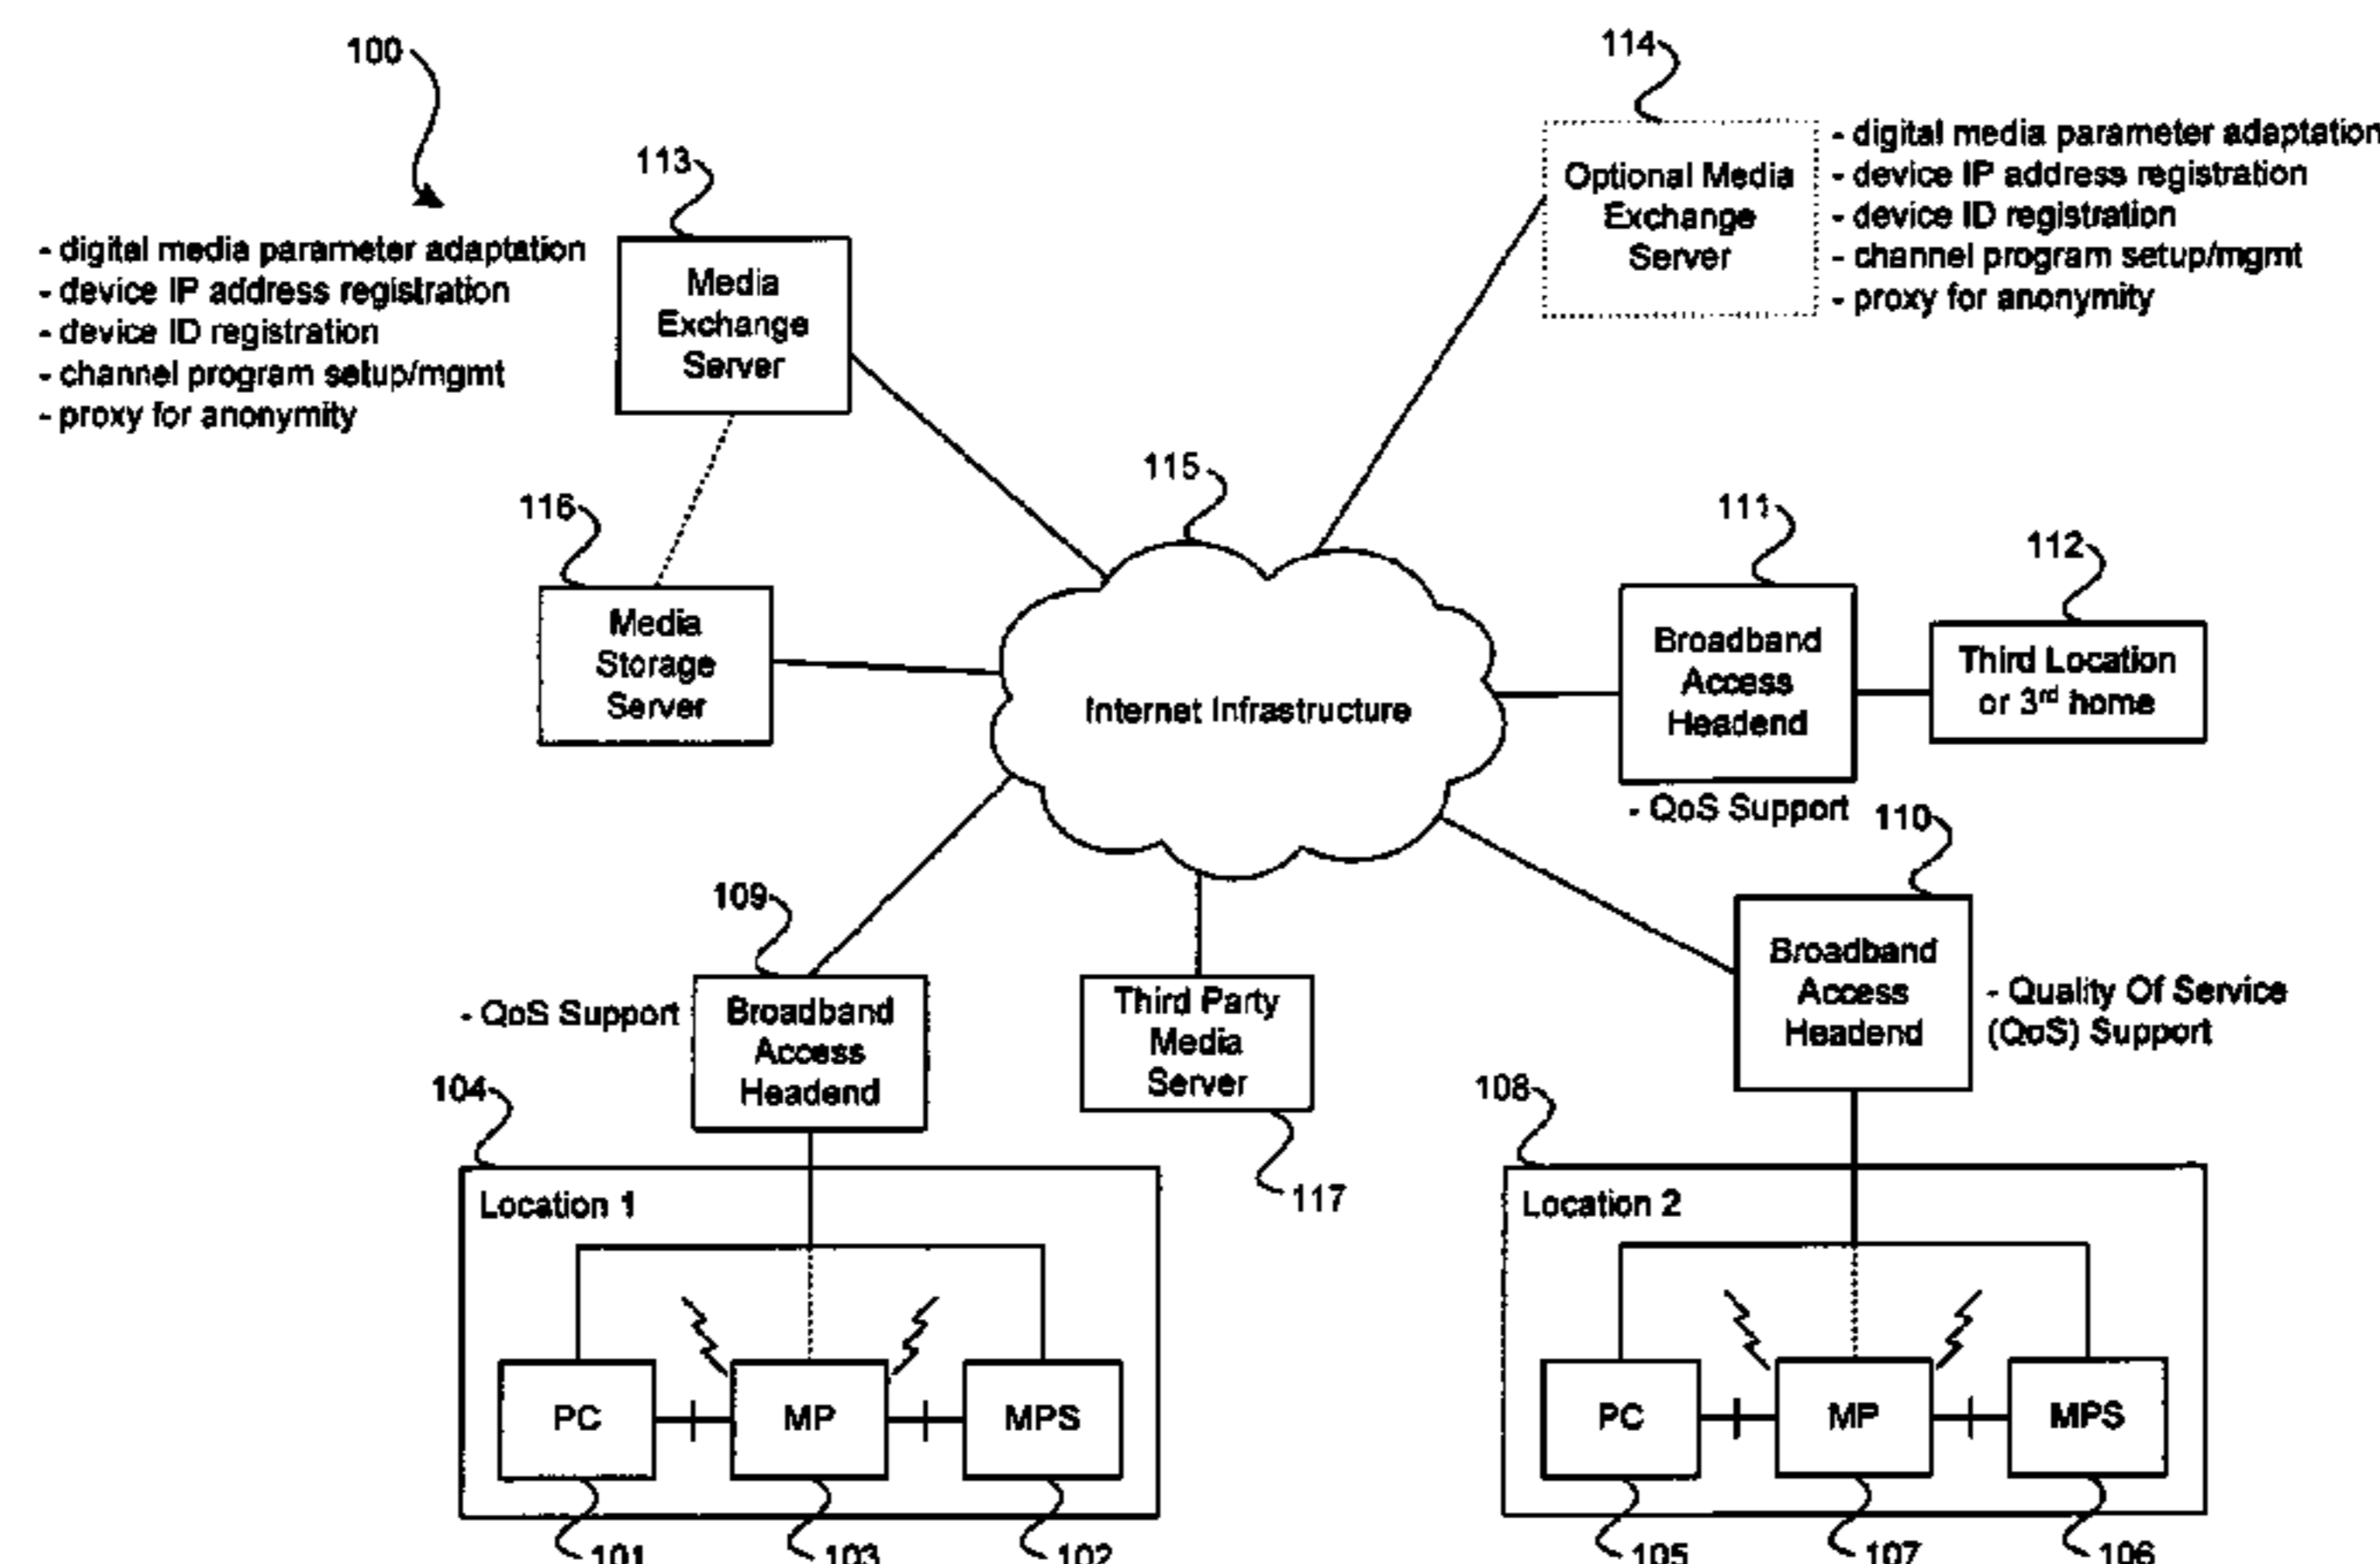 100
114
113
- digital media parameter adaptation
- device IP address registration
- device ID registration
- channel program setup/mgmt
- proxy for anonymity
Optional Media
Exchange
Server
- digital media parameter adaptation
- device IP address registration
- device ID registration
- channel program setup/mgmt
- proxy for anonymity
Media
Exchange
Server
115
116
111
112
Media
Storage
Server
Internet Infrastructure
Broadband
Access
Headend
Third Location
or 3rd home
- QoS Support
110
109
- QoS Support
Broadband
Access
Headend
Third Party
Media
Server
Broadband
Access
Headend
- Quality Of Service
(QoS) Support
104
108
117
Location 1
Location 2
PC
MP
MPS
PC
MP
MPS
101
103
102
105
107
106